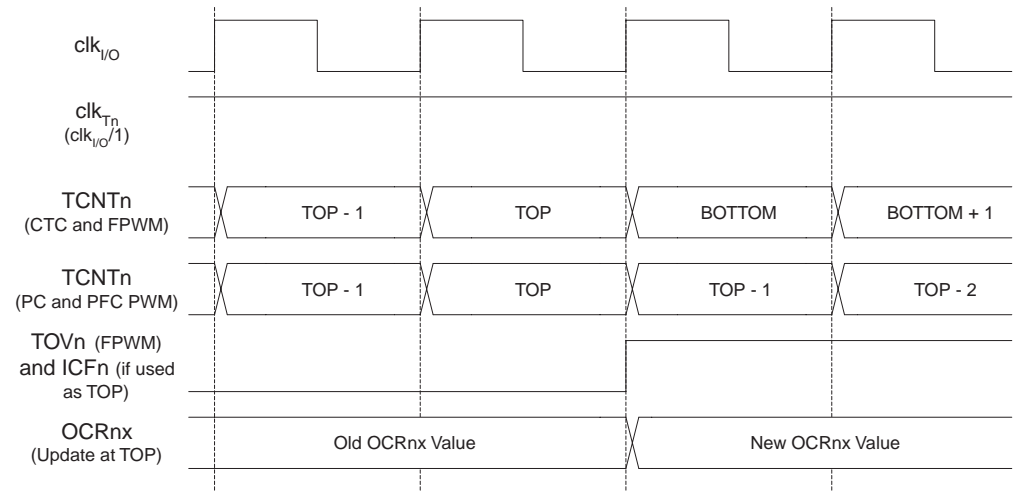 clkI/O
clkTn
(clkI/O/1)
TCNTn
(CTC and FPWM)
TOP - 1
TOP
BOTTOM
BOTTOM + 1
TCNTn
(PC and PFC PWM)
TOP - 1
TOP
TOP - 1
TOP - 2
TOVn (FPWM)
and ICFn (if used
as TOP)
OCRnx
(Update at TOP)
Old OCRnx Value
New OCRnx Value